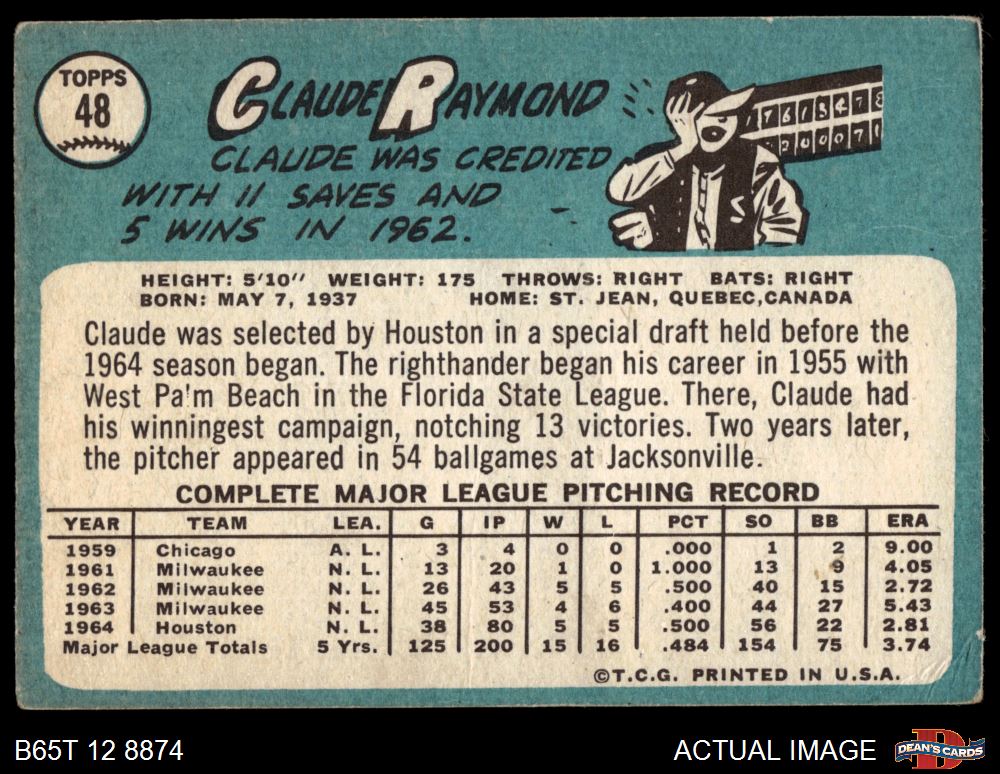 TOPPS
48
CLAUDE RAYMOND
CLAUDE WAS CREDITED
WITH 11 SAVES AND
5 WINS IN 1962.
HEIGHT: 5'10" WEIGHT: 175 THROWS: RIGHT BATS: RIGHT
BORN: MAY 7, 1937 HOME: ST. JEAN, QUEBEC, CANADA
Claude was selected by Houston in a special draft held before the
1964 season began. The righthander began his career in 1955 with
West Pa'm Beach in the Florida State League. There, Claude had
his winningest campaign, notching 13 victories. Two years later,
the pitcher appeared in 54 ballgames at Jacksonville.
COMPLETE MAJOR LEAGUE PITCHING RECORD
YEAR TEAM LEA. G IP W L PCT SO BB ERA
1959 Chicago A. L. 3 4 0 0 .000 1 2 9.00
1961 Milwaukee N. L. 13 20 1 0 1.000 13 9 4.05
1962 Milwaukee N. L. 26 43 5 5 .500 40 15 2.72
1963 Milwaukee N. L. 45 53 4 6 .400 44 27 5.43
1964 Houston N. L. 38 80 5 5 .500 56 22 2.81
Major League Totals 5 Yrs. 125 200 15 16 .484 154 75 3.74
©T.C.G. PRINTED IN U.S.A.
B65T 12 8874
ACTUAL IMAGE
DEAN'S CARDS